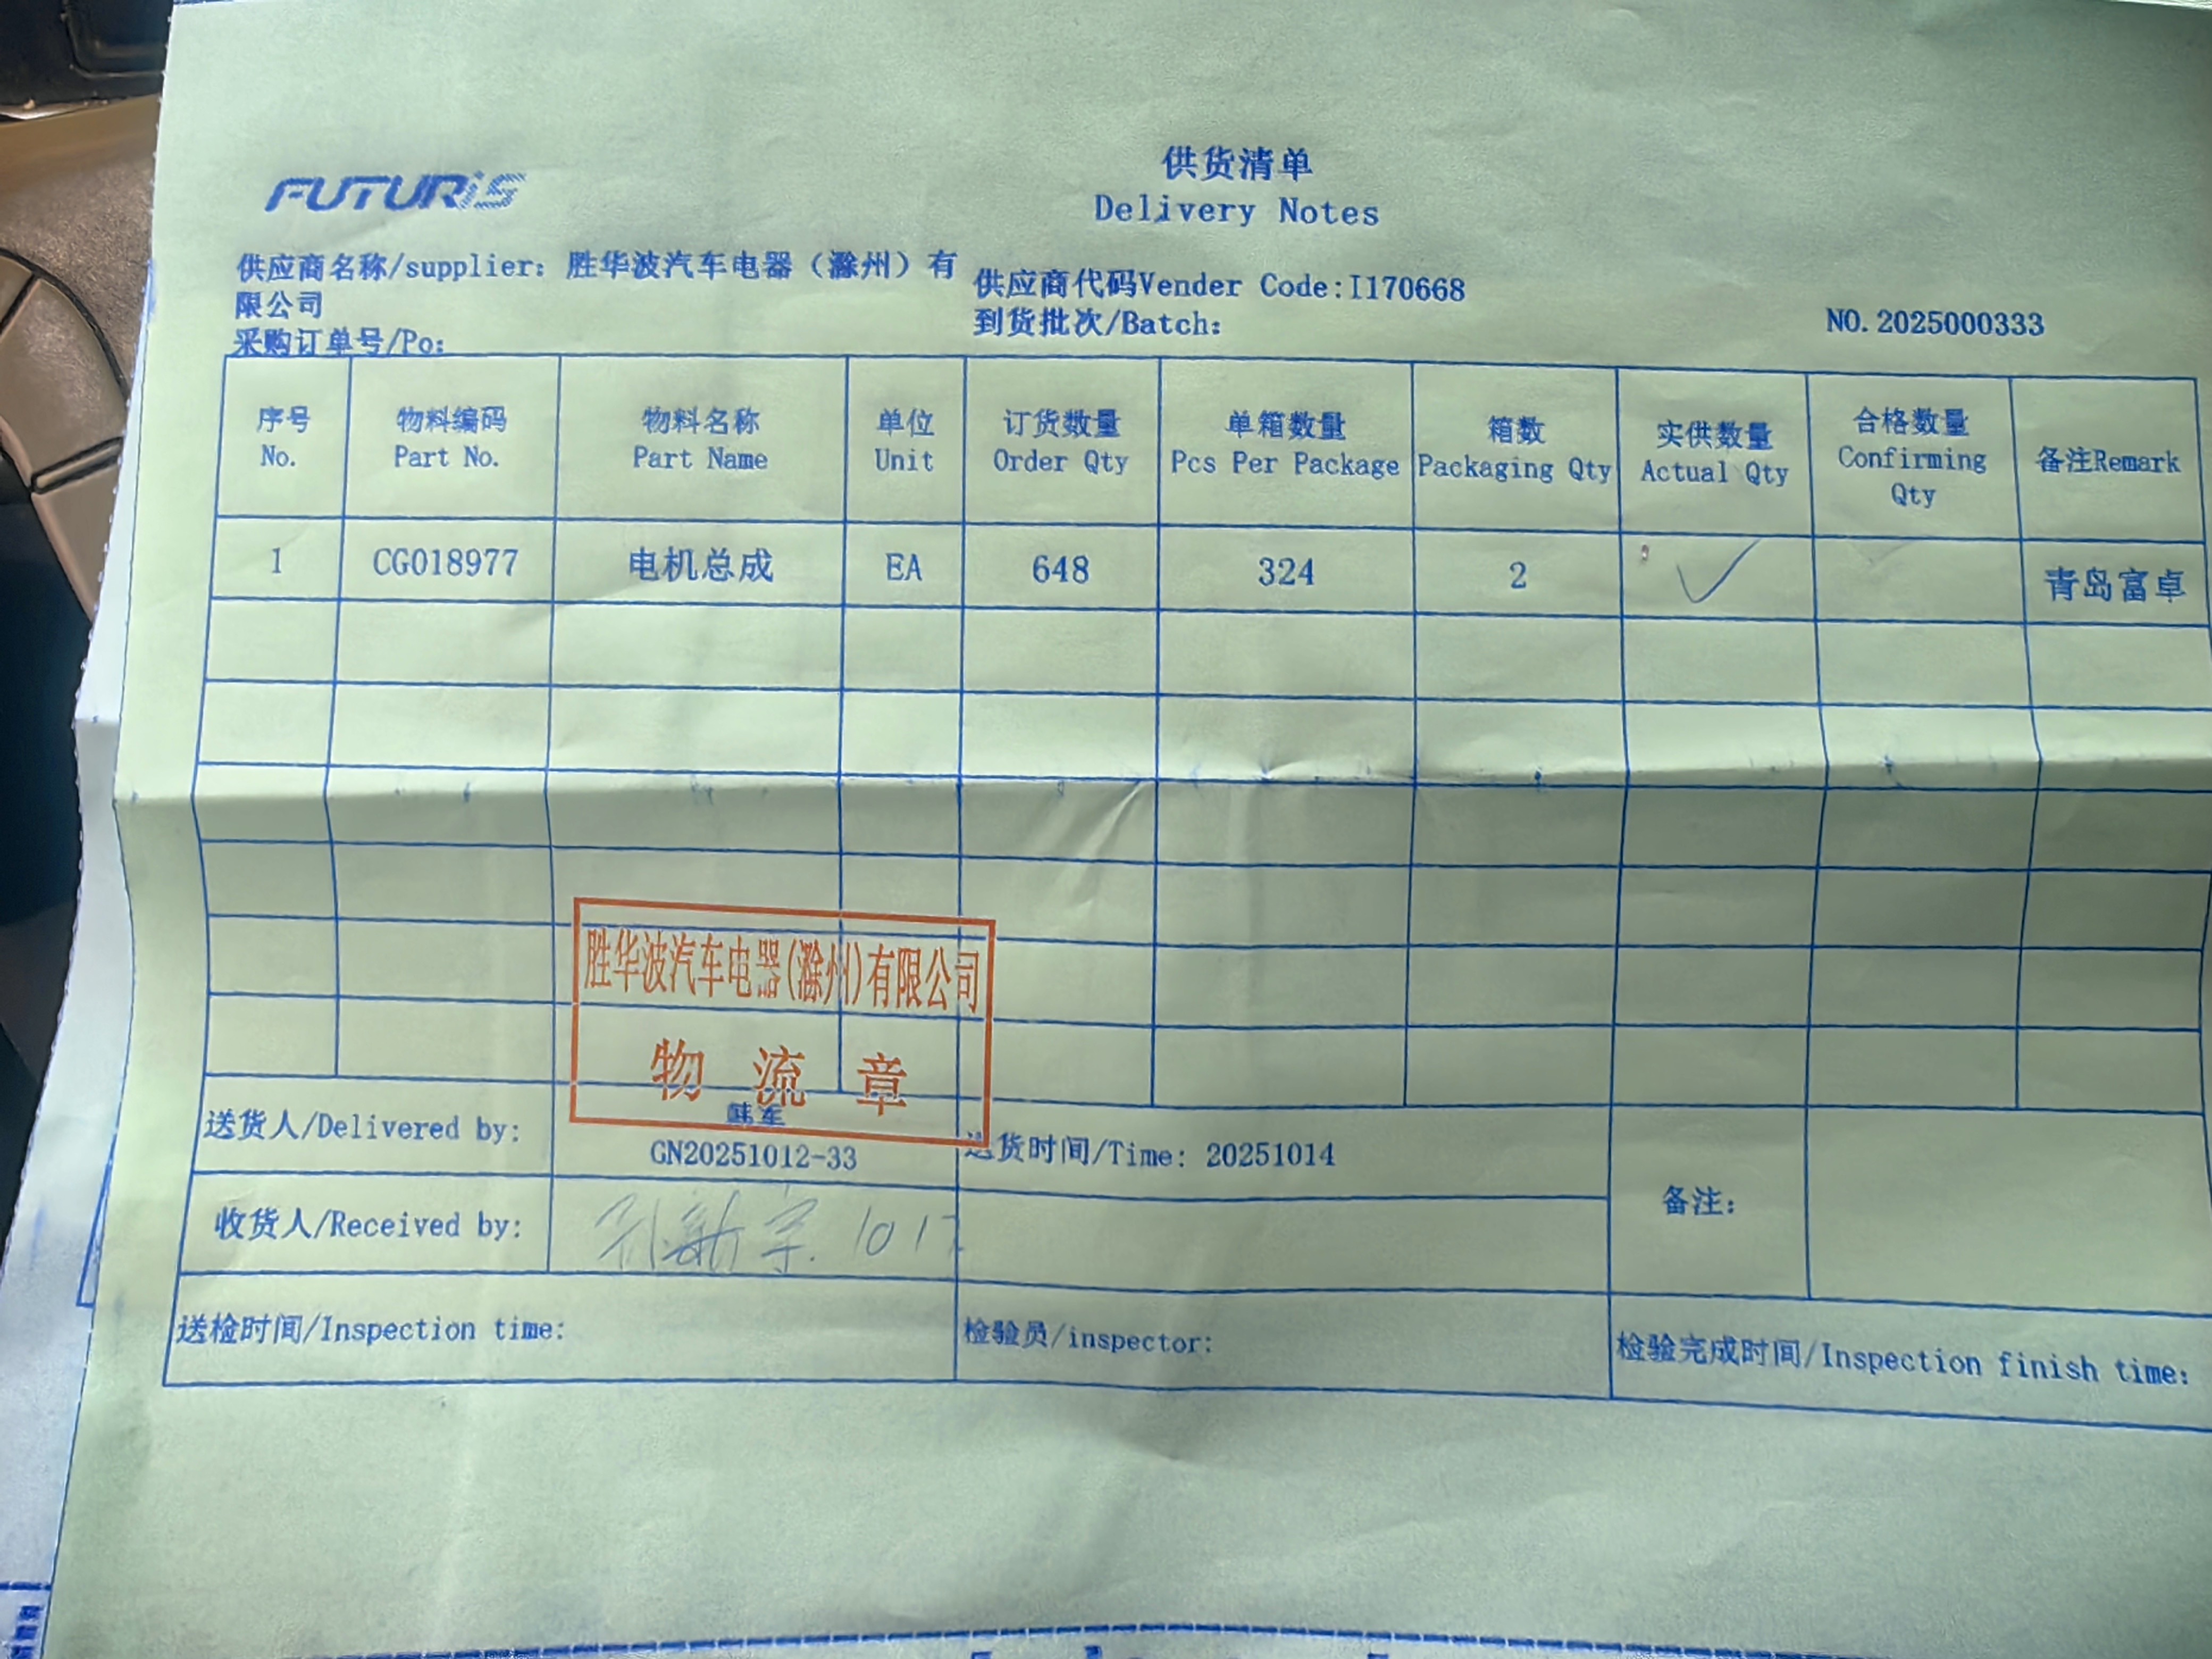 FUTURiS
供货清单
Delivery Notes
供应商名称/supplier: 胜华波汽车电器（滁州）有
限公司
供应商代码Vender Code:I170668
采购订单号/Po:
到货批次/Batch:
NO.2025000333
序号 物料编码 物料名称 单位 订货数量 单箱数量 箱数 实供数量 合格数量 备注Remark
No. Part No. Part Name Unit Order Qty Pcs Per Package Packaging Qty Actual Qty Confirming
Qty
1 CG018977 电机总成 EA 648 324 2 ✓ 青岛富卓
胜华波汽车电器(滁州)有限公司
物流章
送货人/Delivered by:
GN20251012-33
送货时间/Time: 20251014
收货人/Received by: 1017
备注:
送检时间/Inspection time: 检验员/inspector: 检验完成时间/Inspection finish time: